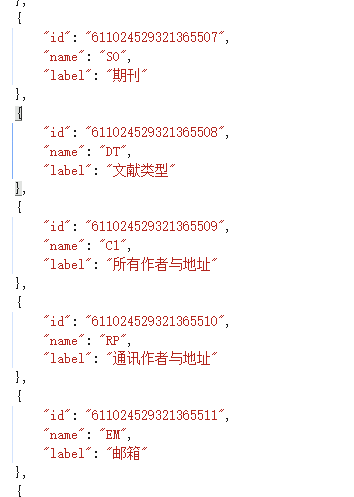 },
{
"id": "611024529321365507",
"name": "SO",
"label": "期刊"
},
{
"id": "611024529321365508",
"name": "DT",
"label": "文献类型"
},
{
"id": "611024529321365509",
"name": "C1",
"label": "所有作者与地址"
},
{
"id": "611024529321365510",
"name": "RP",
"label": "通讯作者与地址"
},
{
"id": "611024529321365511",
"name": "EM",
"label": "邮箱"
},
{